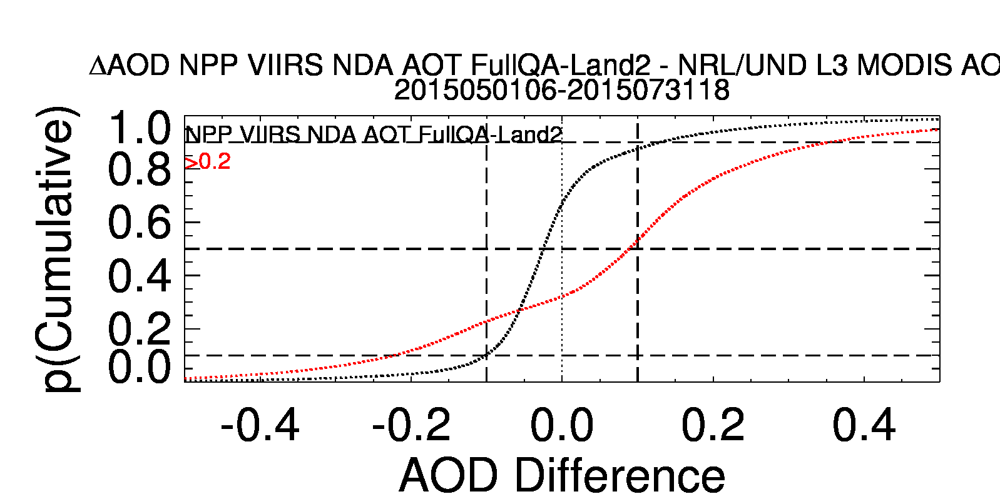 ΔAOD NPP VIIRS NDA AOT FullQA-Land2 - NRL/UND L3 MODIS AO
2015050106-2015073118
p(Cumulative)
1.0
0.8
0.6
0.4
0.2
0.0
NPP VIIRS NDA AOT FullQA-Land2
>0.2
-0.4 -0.2 0.0 0.2 0.4
AOD Difference